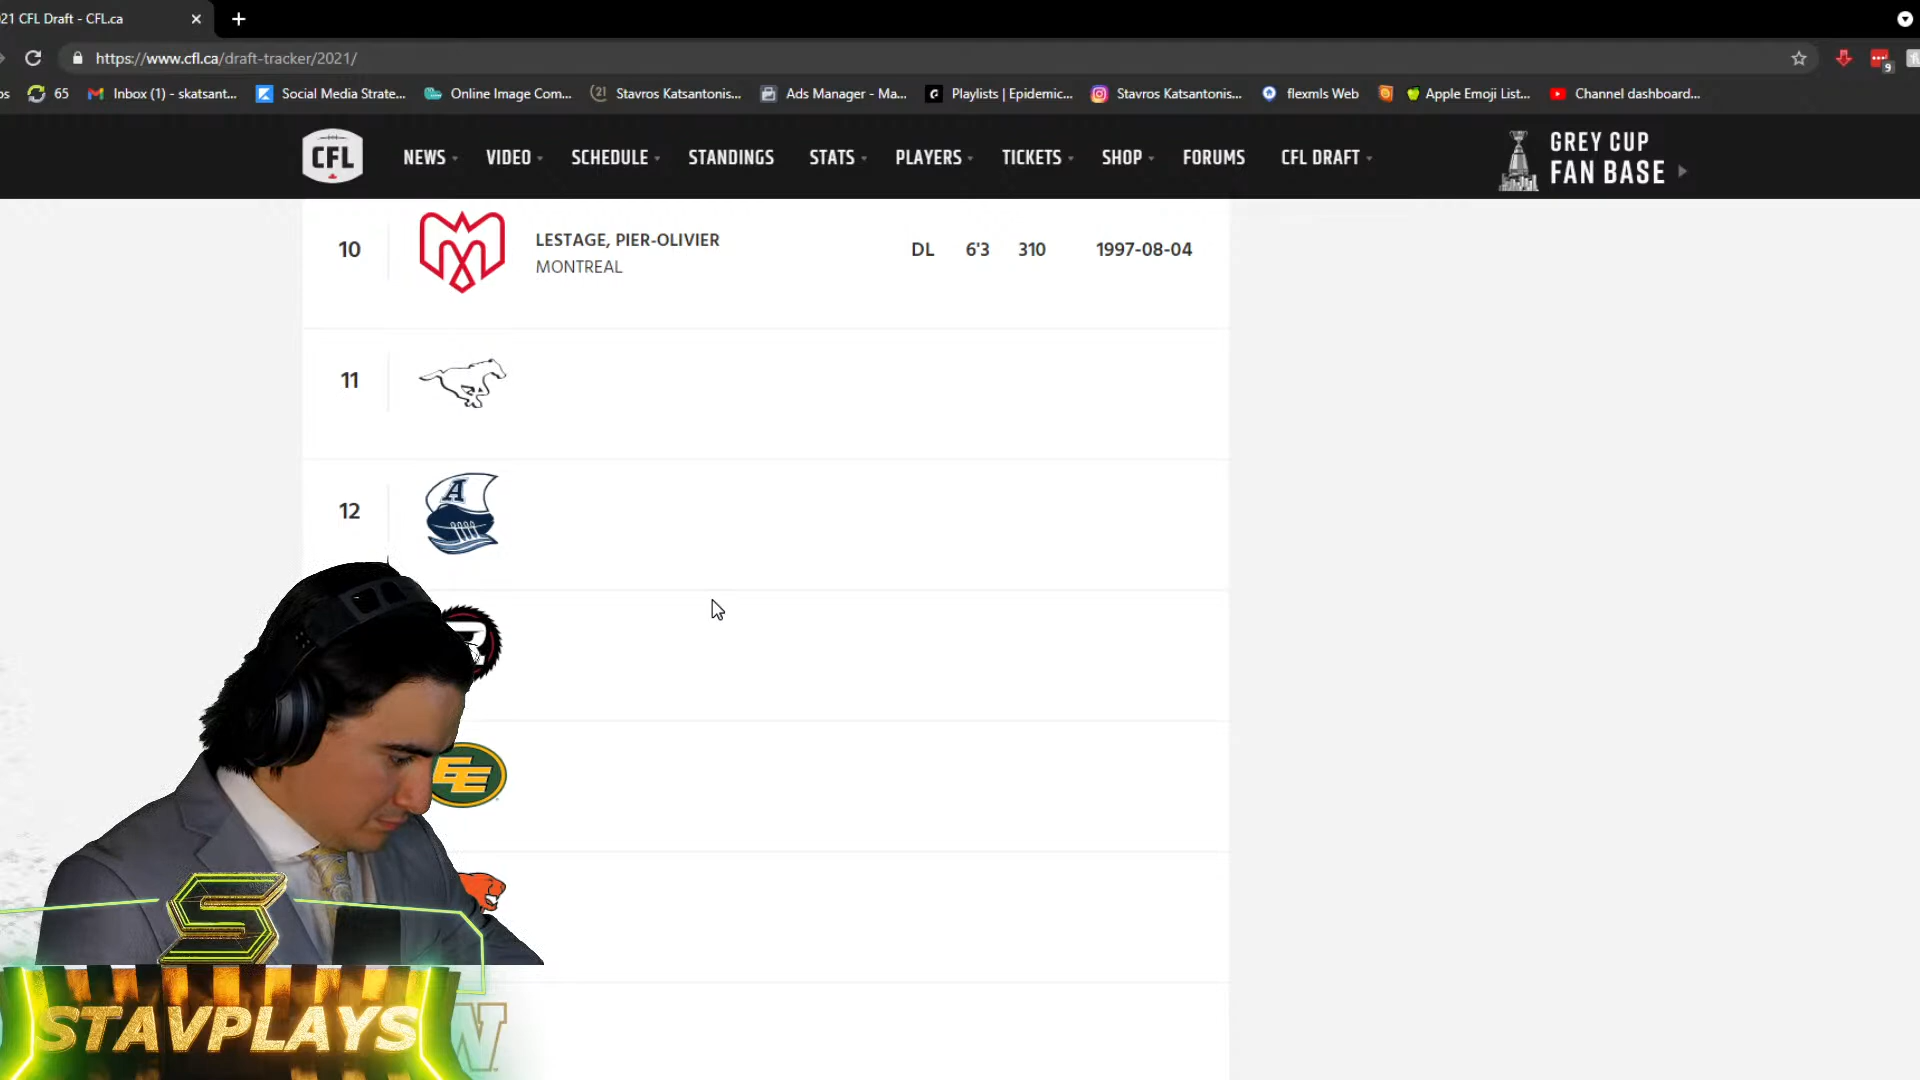 21 CFL Draft - CFL.ca
https://www.cfl.ca/draft-tracker/2021/
65 Inbox (1) - skatsant... Social Media Strate... Online Image Com... Stavros Katsantonis... Ads Manager - Ma... Playlists | Epidemic... Stavros Katsantonis... flexmls Web Apple Emoji List... Channel dashboard...
CFL NEWS VIDEO SCHEDULE STANDINGS STATS PLAYERS TICKETS SHOP FORUMS CFL DRAFT
GREY CUP
FAN BASE
10 LESTAGE, PIER-OLIVIER DL 6'3 310 1997-08-04
MONTREAL
11
12 A
R
EE
S
STAVPLAYS
W